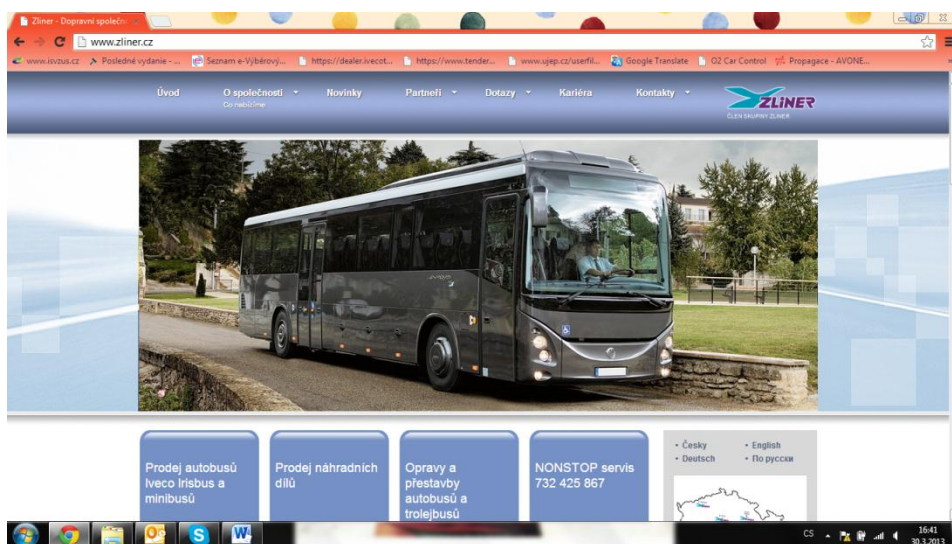 Zliner - Dopravní společno
www.zliner.cz
www.isvzus.cz
Posledné vydanie - ...
Seznam e-Výběrový...
https://dealer.ivecot...
https://www.tender...
www.ujep.cz/userfil...
Google Translate
O2 Car Control
Propagace - AVONE...
Úvod
O společnosti
Co nabízíme
Novinky
Partneři
Dotazy
Kariéra
Kontakty
ZLINER
ČLEN SKUPINY ZLINER
Prodej autobusů
Iveco Irisbus a
minibusů
Prodej náhradních
dílů
Opravy a
přestavby
autobusů a
trolejbusů
NONSTOP servis
732 425 867
Česky
English
Deutsch
По русски
CS
16:41
30.3.2013